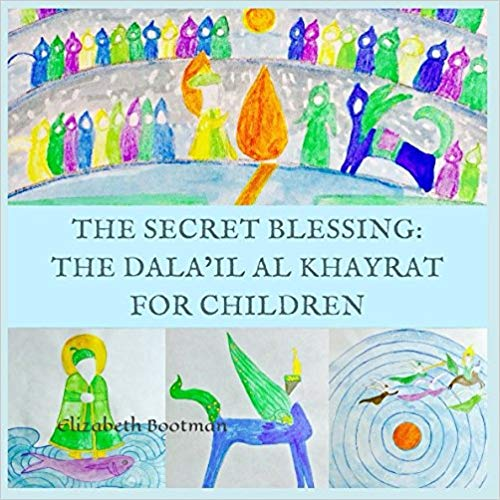 THE SECRET BLESSING:
THE DALA'IL AL KHAYRAT
FOR CHILDREN
Elizabeth Bootman